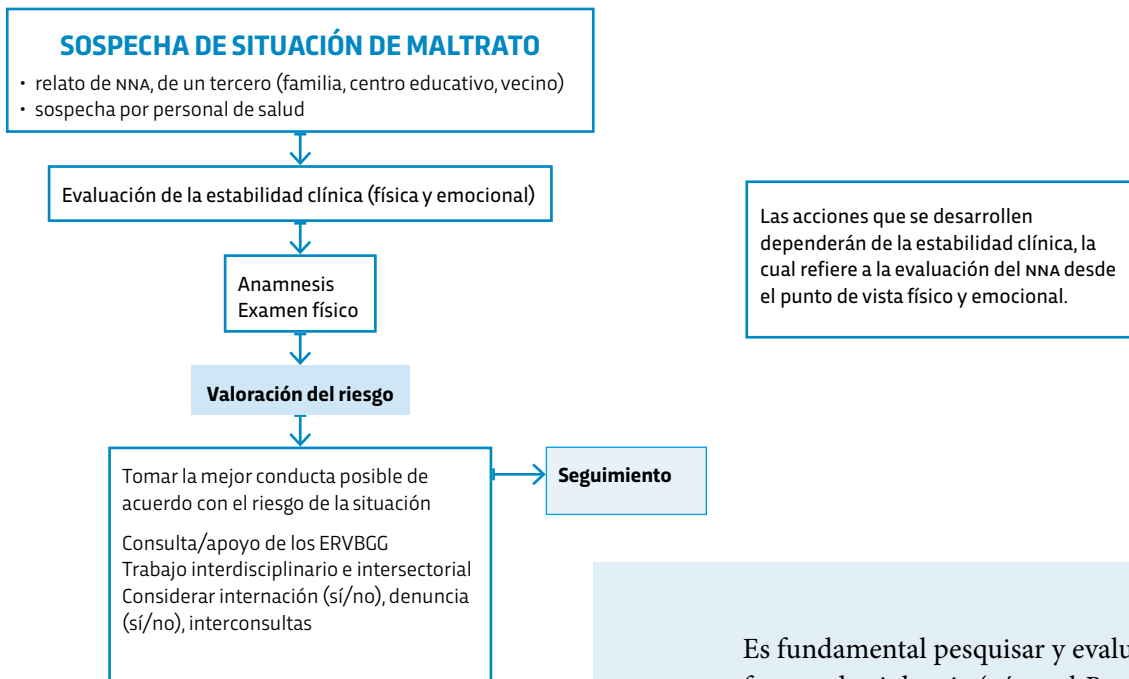 SOSPECHA DE SITUACIÓN DE MALTRATO
• relato de NNA, de un tercero (familia, centro educativo, vecino)
• sospecha por personal de salud
Evaluación de la estabilidad clínica (física y emocional)
Anamnesis
Examen físico
Valoración del riesgo
Tomar la mejor conducta posible de
acuerdo con el riesgo de la situación
Consulta/apoyo de los ERVBGG
Trabajo interdisciplinario e intersectorial
Considerar internación (sí/no), denuncia
(sí/no), interconsultas
Seguimiento
Las acciones que se desarrollen
dependerán de la estabilidad clínica, la
cual refiere a la evaluación del NNA desde
el punto de vista físico y emocional.
Es fundamental pesquisar y evalu